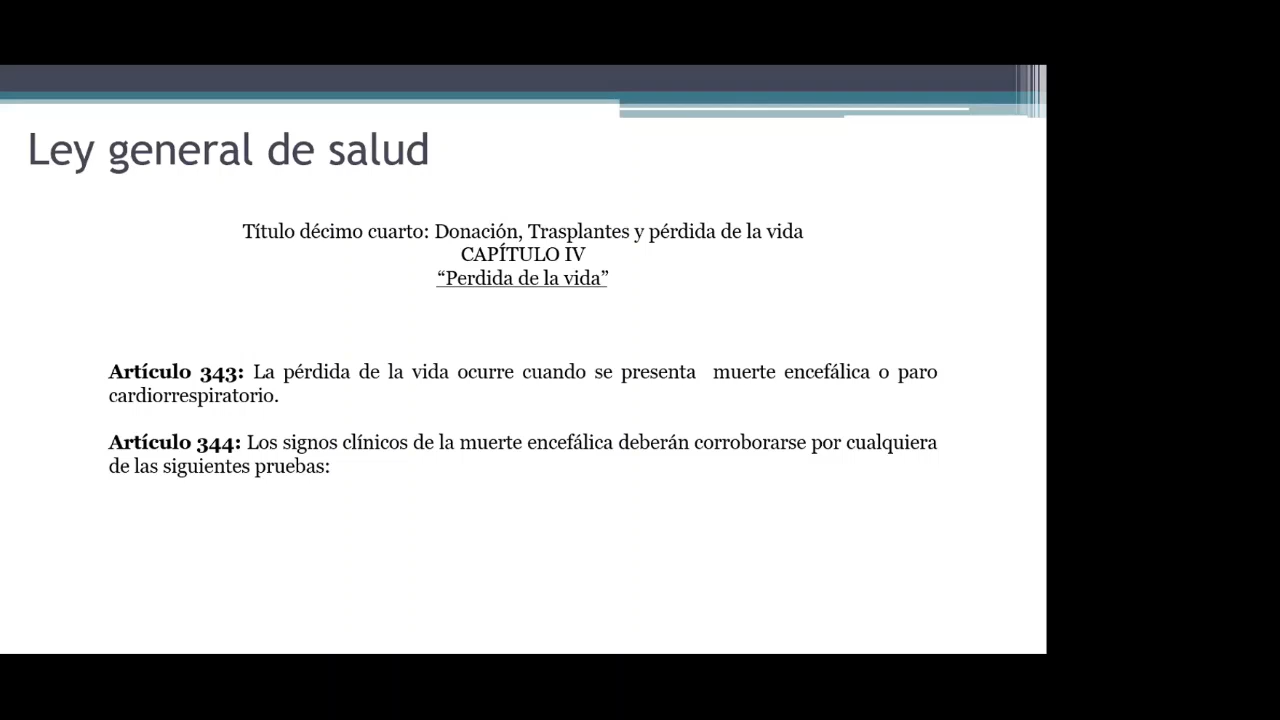 Ley general de salud
Título décimo cuarto: Donación, Trasplantes y pérdida de la vida
CAPÍTULO IV
“Perdida de la vida”
Artículo 343: La pérdida de la vida ocurre cuando se presenta muerte encefálica o paro
cardiorrespiratorio.
Artículo 344: Los signos clínicos de la muerte encefálica deberán corroborarse por cualquiera
de las siguientes pruebas: